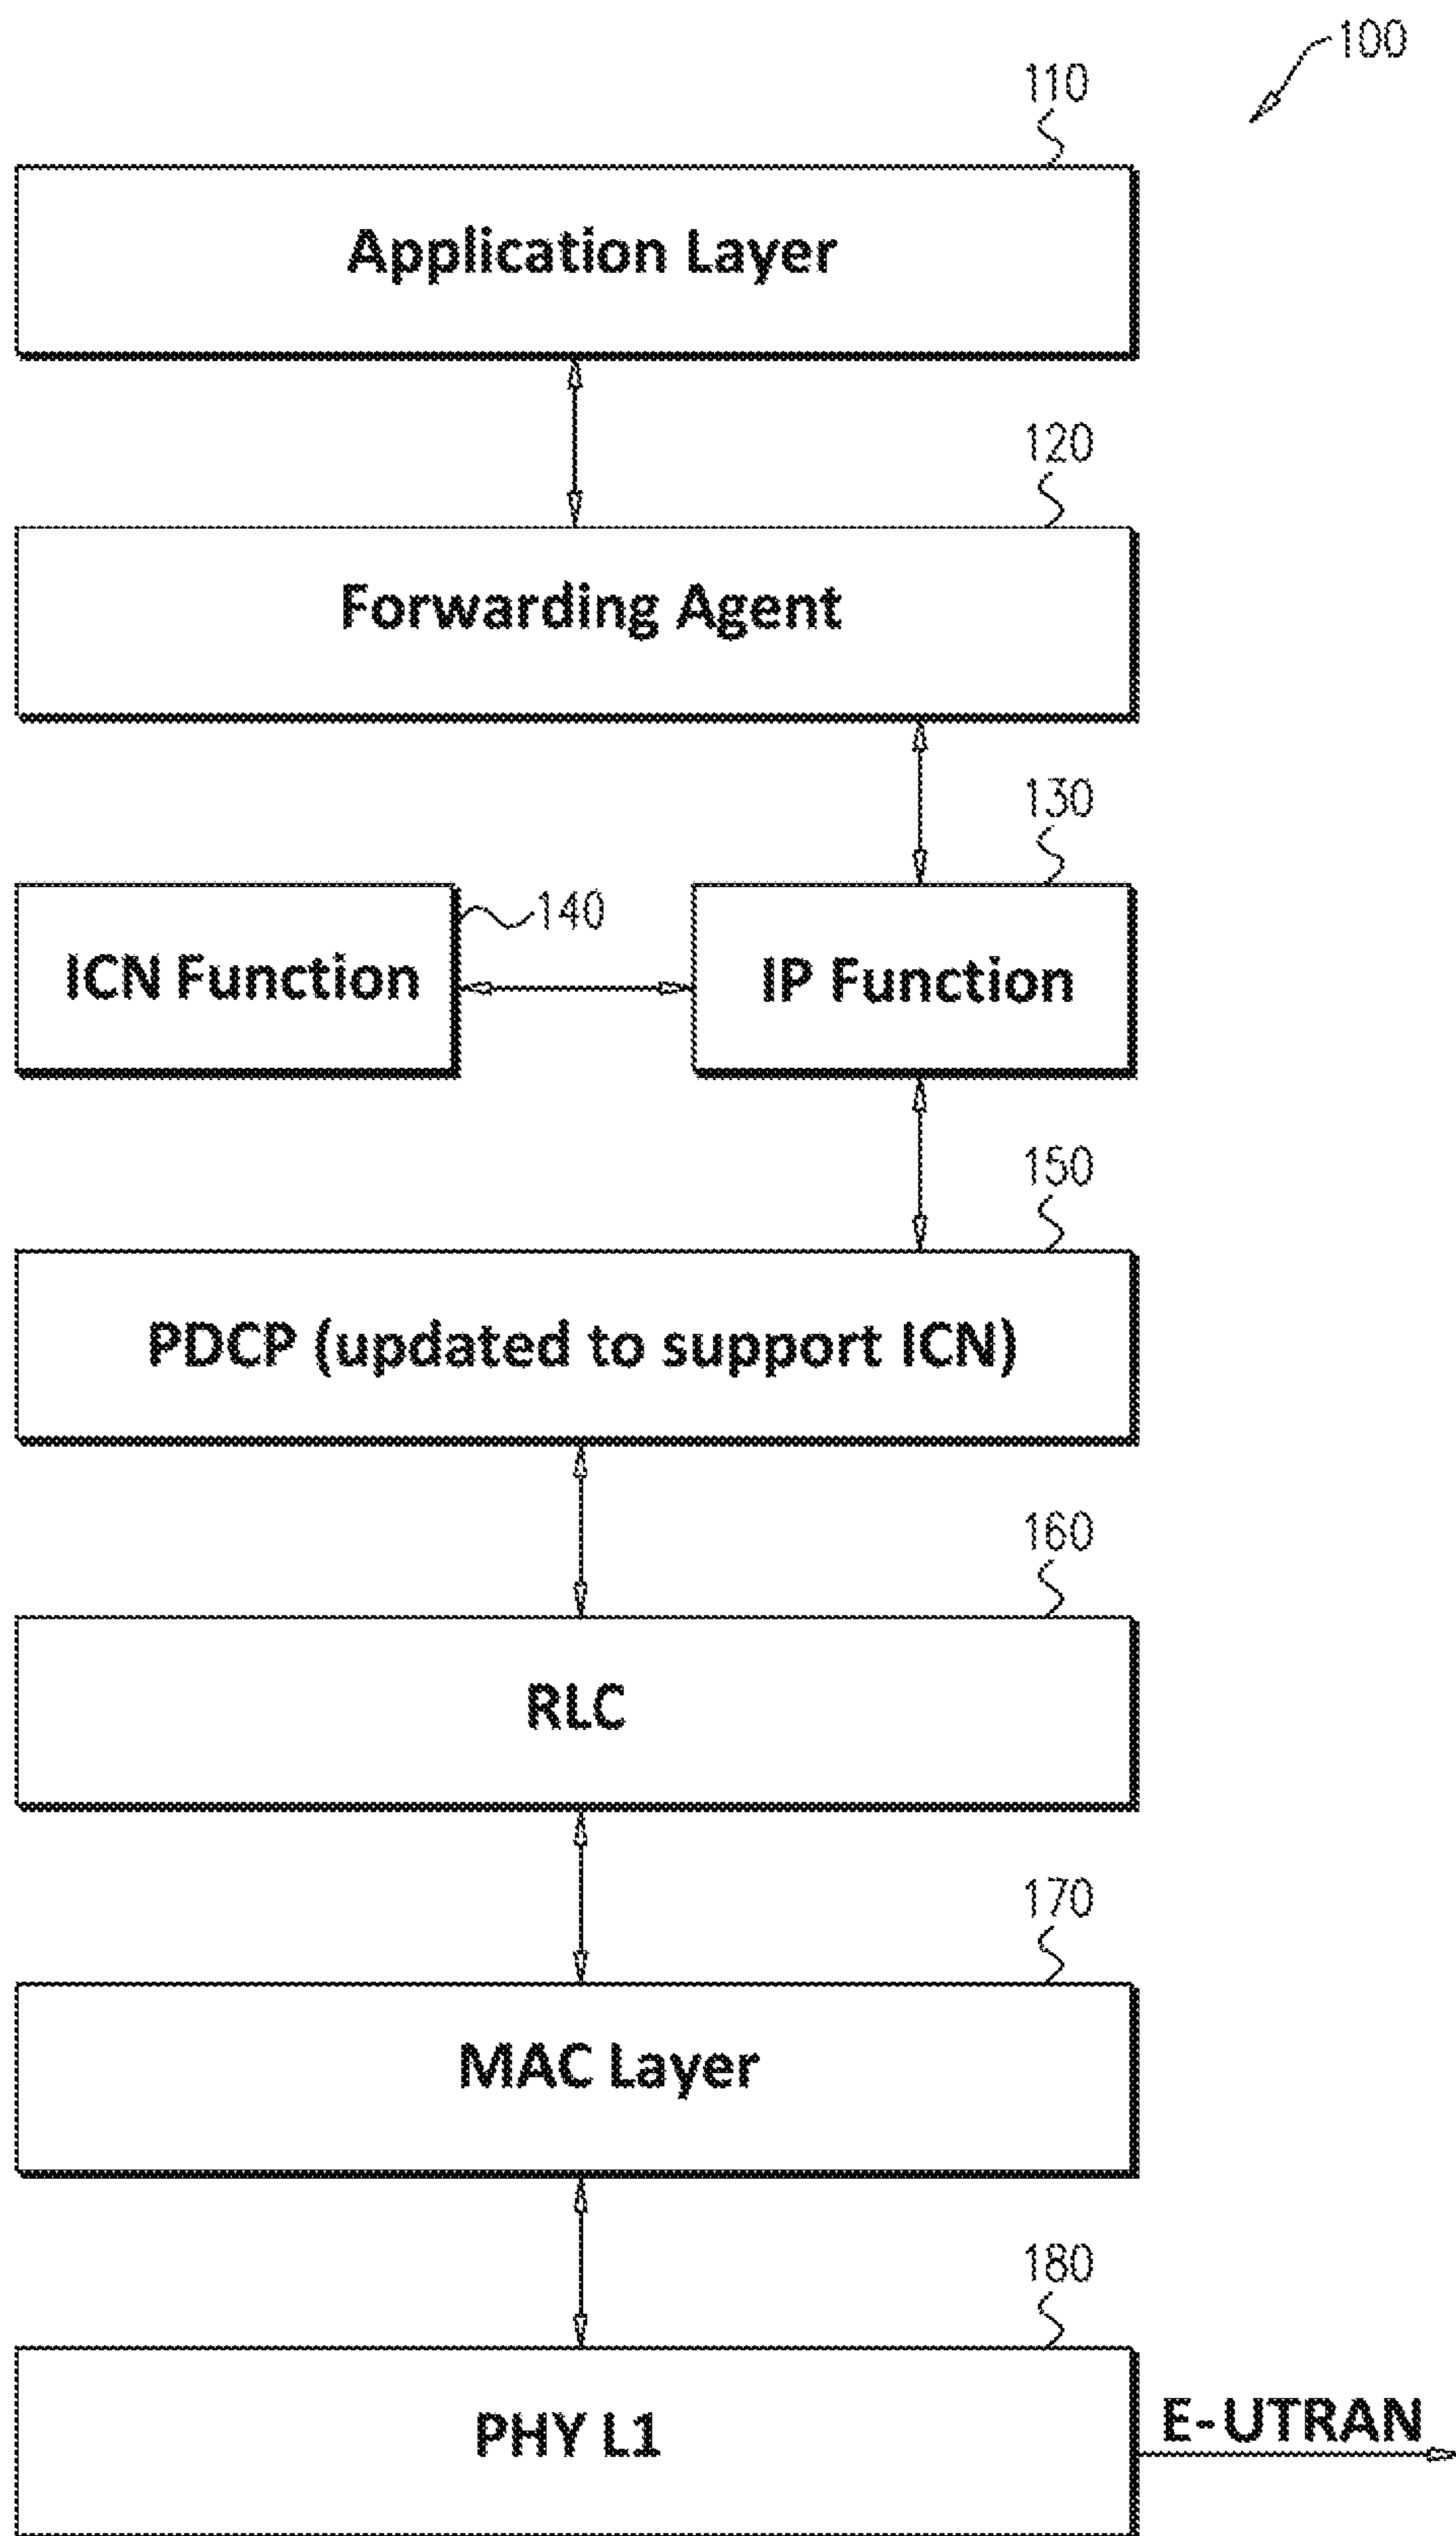 100
110
Application Layer
120
Forwarding Agent
130
ICN Function
140
IP Function
150
PDCP (updated to support ICN)
160
RLC
170
MAC Layer
180
PHY L1
E-UTRAN